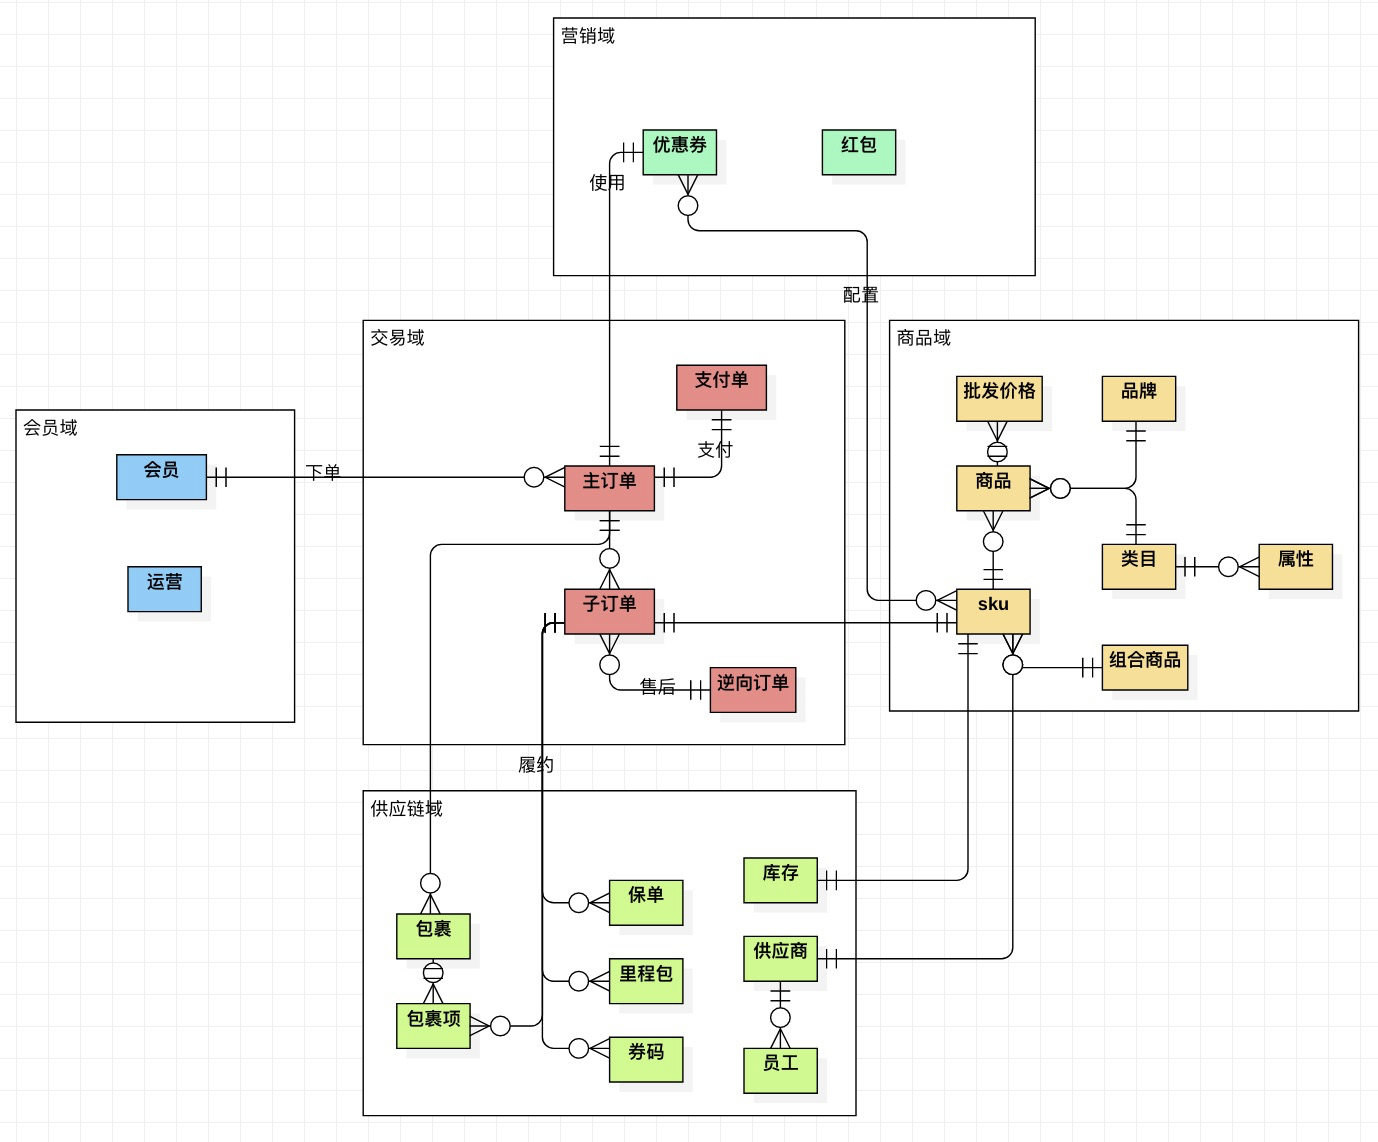 营销域
优惠券
红包
使用
配置
交易域
支付单
支付
主订单
子订单
售后
逆向订单
商品域
批发价格
品牌
商品
类目
属性
sku
组合商品
会员域
会员
下单
运营
履约
供应链域
包裹
包裹项
保单
里程包
券码
库存
供应商
员工